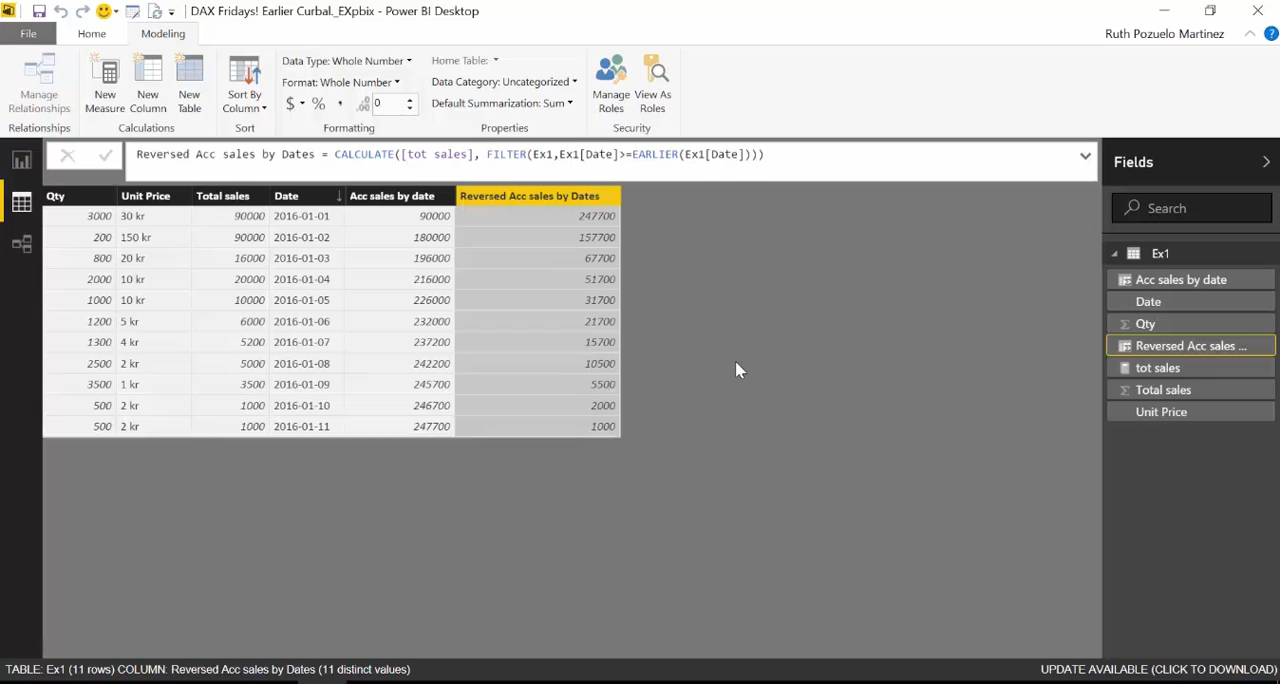 DAX Fridays! Earlier Curbal._EXpbix - Power BI Desktop
File Home Modeling Ruth Pozuelo Martinez
Manage Relationships
Relationships
New Measure New Column New Table
Calculations
Sort By Column
Sort
Data Type: Whole Number
Format: Whole Number
$ % , .00 0
Formatting
Home Table:
Data Category: Uncategorized
Default Summarization: Sum
Properties
Manage Roles View As Roles
Security
Reversed Acc sales by Dates = CALCULATE([tot sales], FILTER(Ex1,Ex1[Date]>=EARLIER(Ex1[Date])))
Qty Unit Price Total sales Date Acc sales by date Reversed Acc sales by Dates
3000 30 kr 90000 2016-01-01 90000 247700
200 150 kr 90000 2016-01-02 180000 157700
800 20 kr 16000 2016-01-03 196000 67700
2000 10 kr 20000 2016-01-04 216000 51700
1000 10 kr 10000 2016-01-05 226000 31700
1200 5 kr 6000 2016-01-06 232000 21700
1300 4 kr 5200 2016-01-07 237200 15700
2500 2 kr 5000 2016-01-08 242200 10500
3500 1 kr 3500 2016-01-09 245700 5500
500 2 kr 1000 2016-01-10 246700 2000
500 2 kr 1000 2016-01-11 247700 1000
Fields
Search
Ex1
Acc sales by date
Date
Σ Qty
Reversed Acc sales ...
tot sales
Σ Total sales
Unit Price
TABLE: Ex1 (11 rows) COLUMN: Reversed Acc sales by Dates (11 distinct values)
UPDATE AVAILABLE (CLICK TO DOWNLOAD)